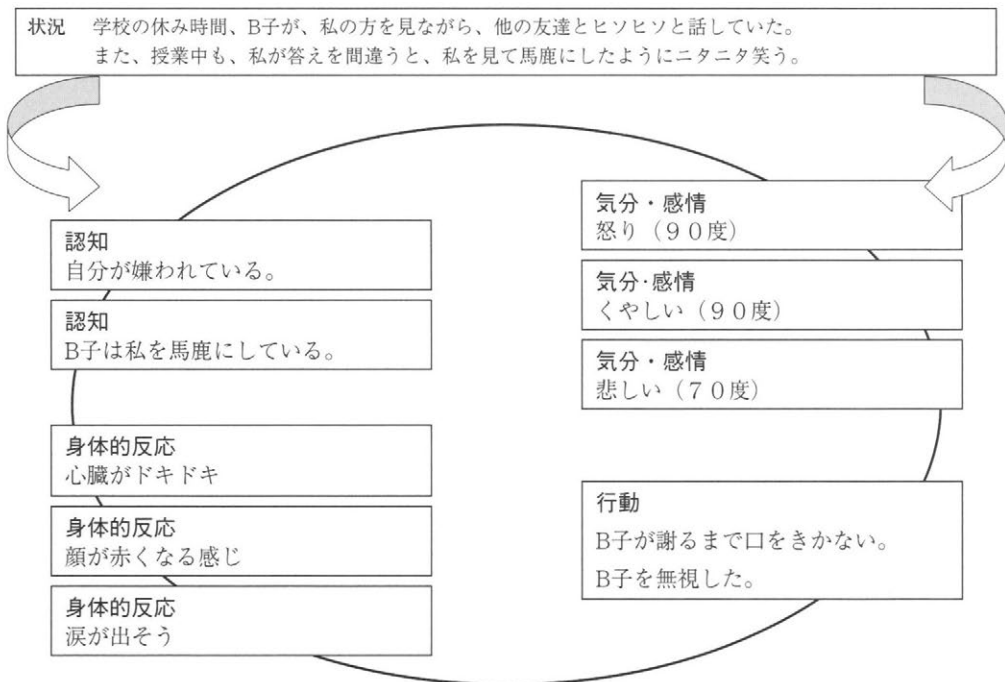 状況　学校の休み時間、B子が、私の方を見ながら、他の友達とヒソヒソと話していた。
また、授業中も、私が答えを間違うと、私を見て馬鹿にしたようにニタニタ笑う。
認知
自分が嫌われている。
認知
B子は私を馬鹿にしている。
身体的反応
心臓がドキドキ
身体的反応
顔が赤くなる感じ
身体的反応
涙が出そう
気分・感情
怒り（９０度）
気分･感情
くやしい（９０度）
気分・感情
悲しい（７０度）
行動
B子が謝るまで口をきかない。
B子を無視した。